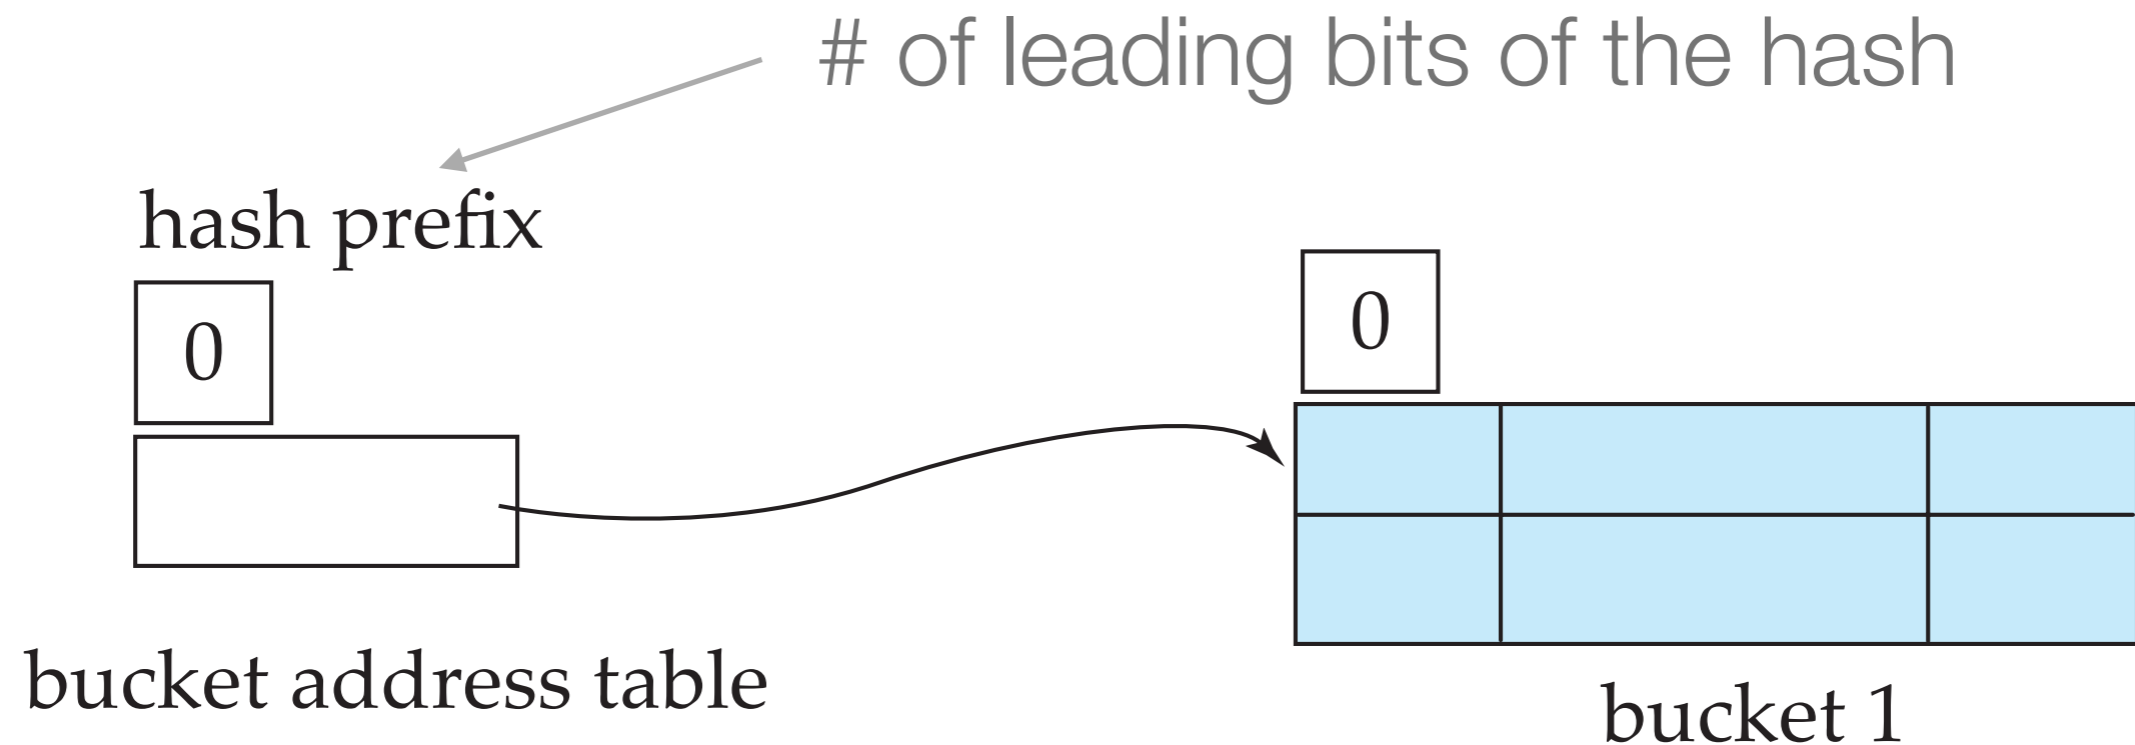 # of leading bits of the hash
hash prefix
0
0
bucket address table
bucket 1